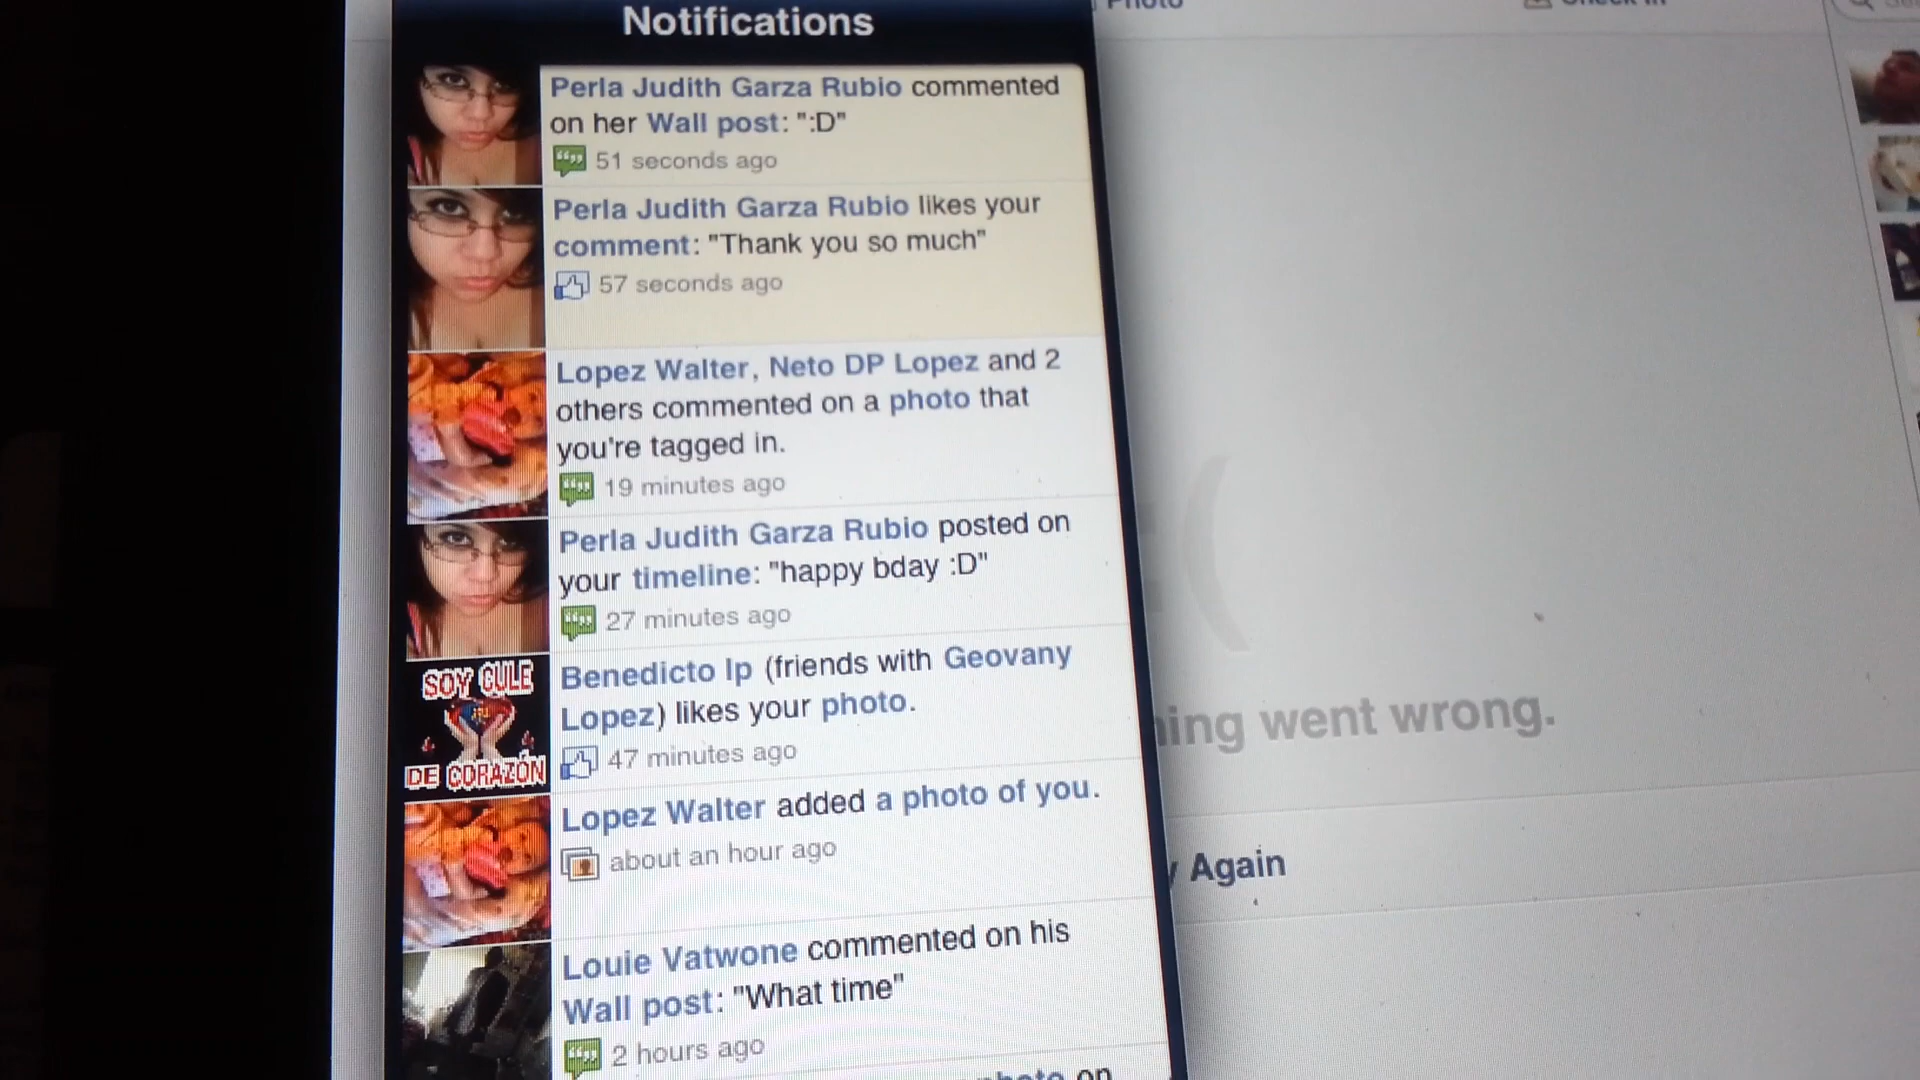 Notifications
Perla Judith Garza Rubio commented
on her Wall post: ":D"
51 seconds ago
Perla Judith Garza Rubio likes your
comment: "Thank you so much"
57 seconds ago
Lopez Walter, Neto DP Lopez and 2
others commented on a photo that
you're tagged in.
19 minutes ago
Perla Judith Garza Rubio posted on
your timeline: "happy bday :D"
27 minutes ago
SOY CULE
DE CORAZÓN
Benedicto Ip (friends with Geovany
Lopez) likes your photo.
47 minutes ago
Lopez Walter added a photo of you.
about an hour ago
Louie Vatwone commented on his
Wall post: "What time"
2 hours ago
photo on
Photo
Check In
:(
went wrong.
Again